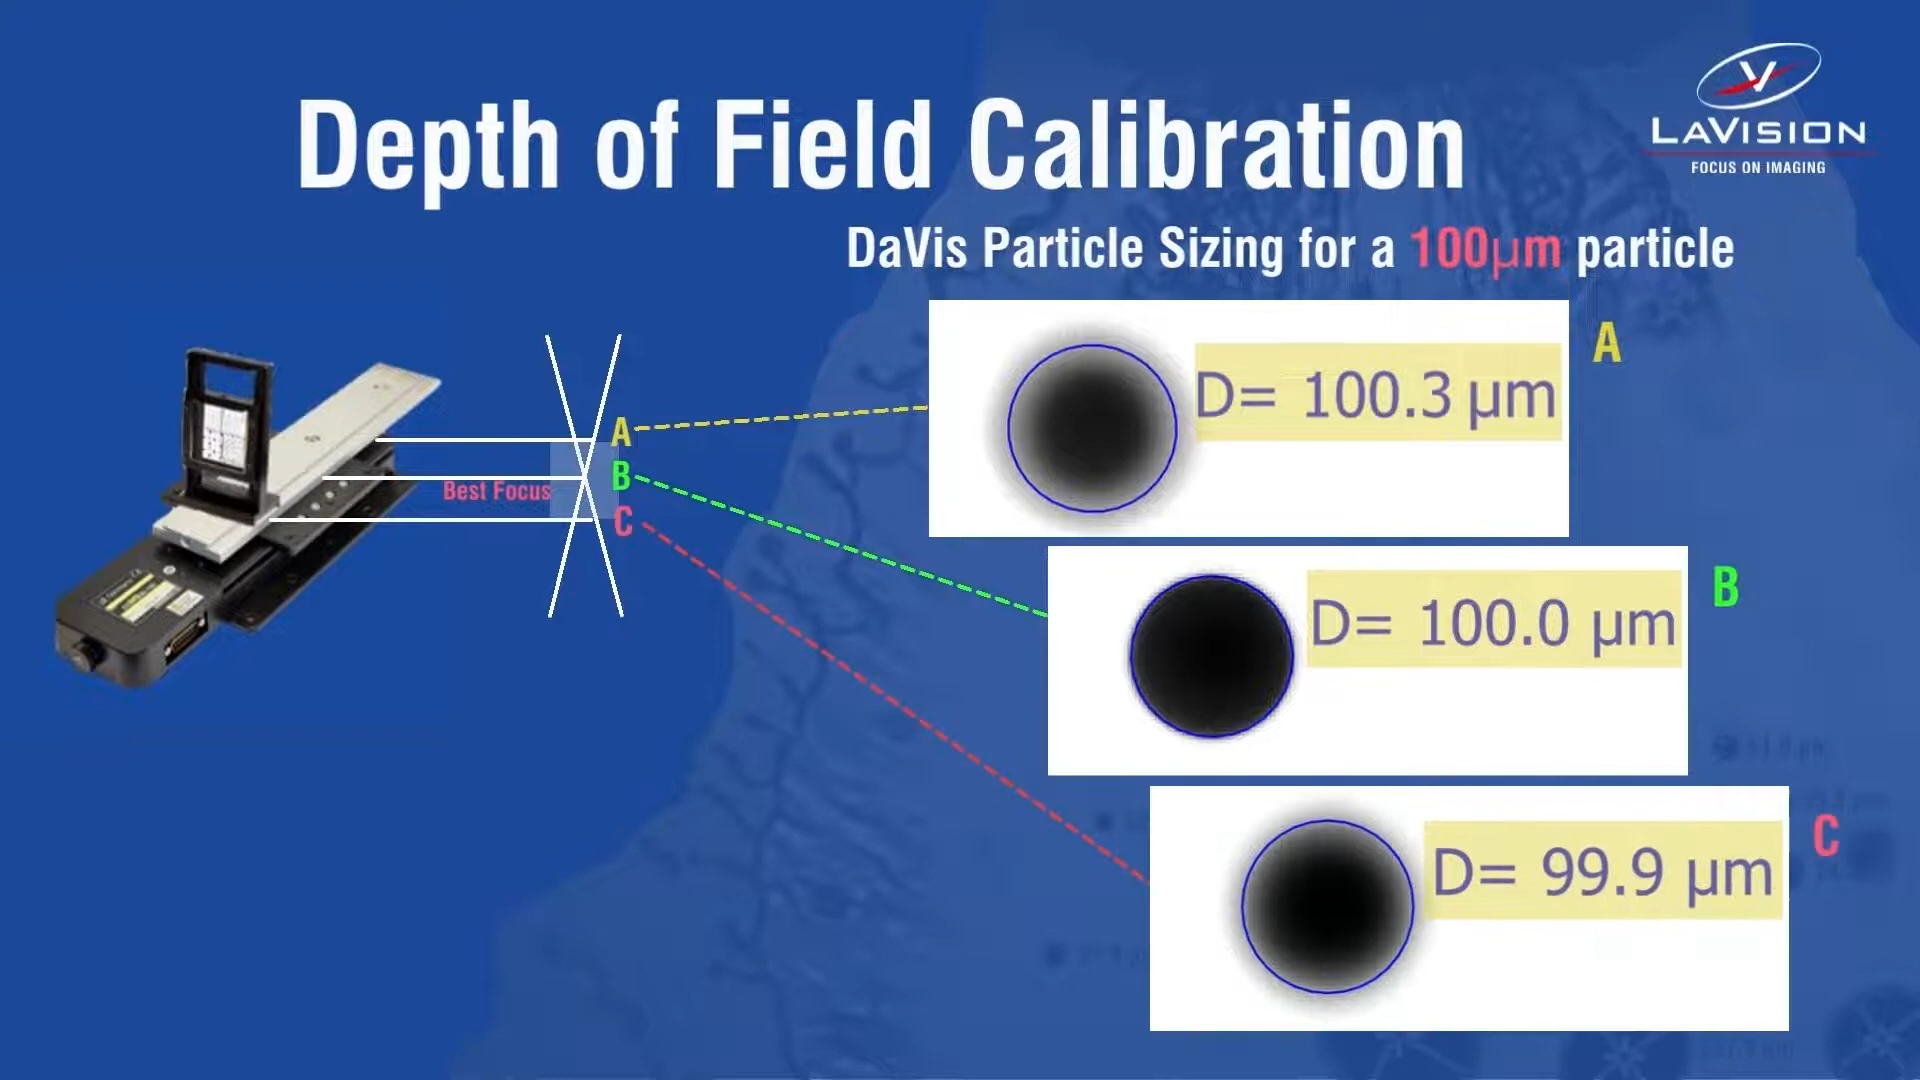 Depth of Field Calibration
LAVISION
FOCUS ON IMAGING
DaVis Particle Sizing for a 100µm particle
A
D= 100.3 µm
A
B
Best Focus
C
D= 100.0 µm
B
D= 99.9 µm
C